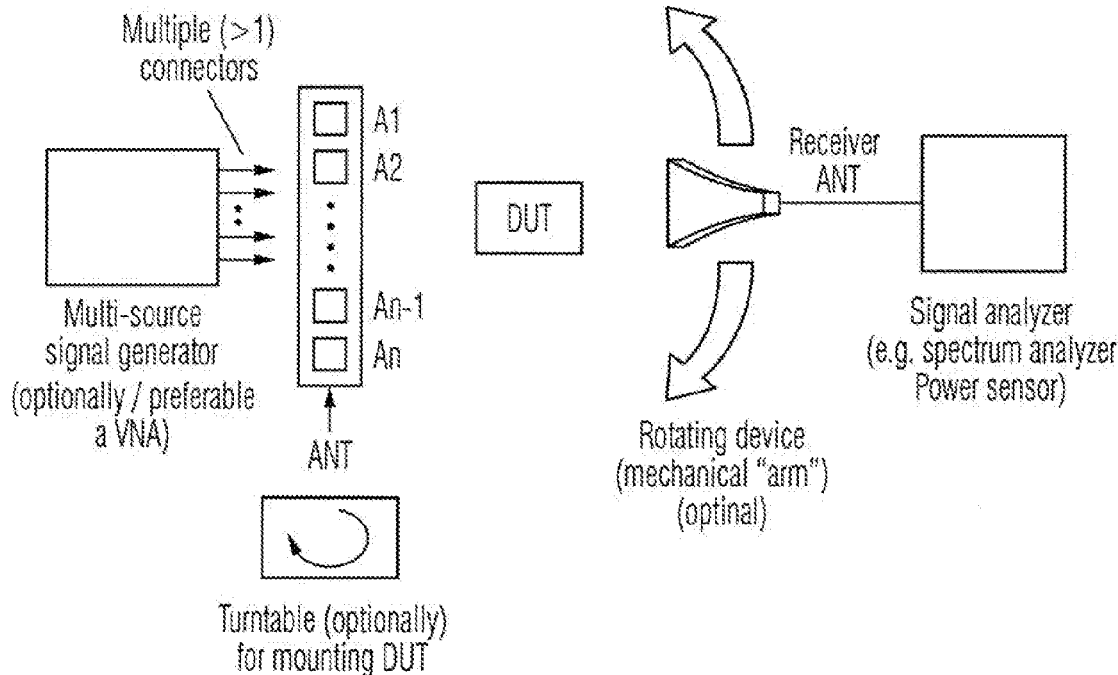 Multiple (>1)
connectors
A1
A2
An-1
An
ANT
DUT
Receiver
ANT
Multi-source
signal generator
(optionally / preferable
a VNA)
Signal analyzer
(e.g. spectrum analyzer
Power sensor)
Rotating device
(mechanical “arm”)
(optinal)
Turntable (optionally)
for mounting DUT